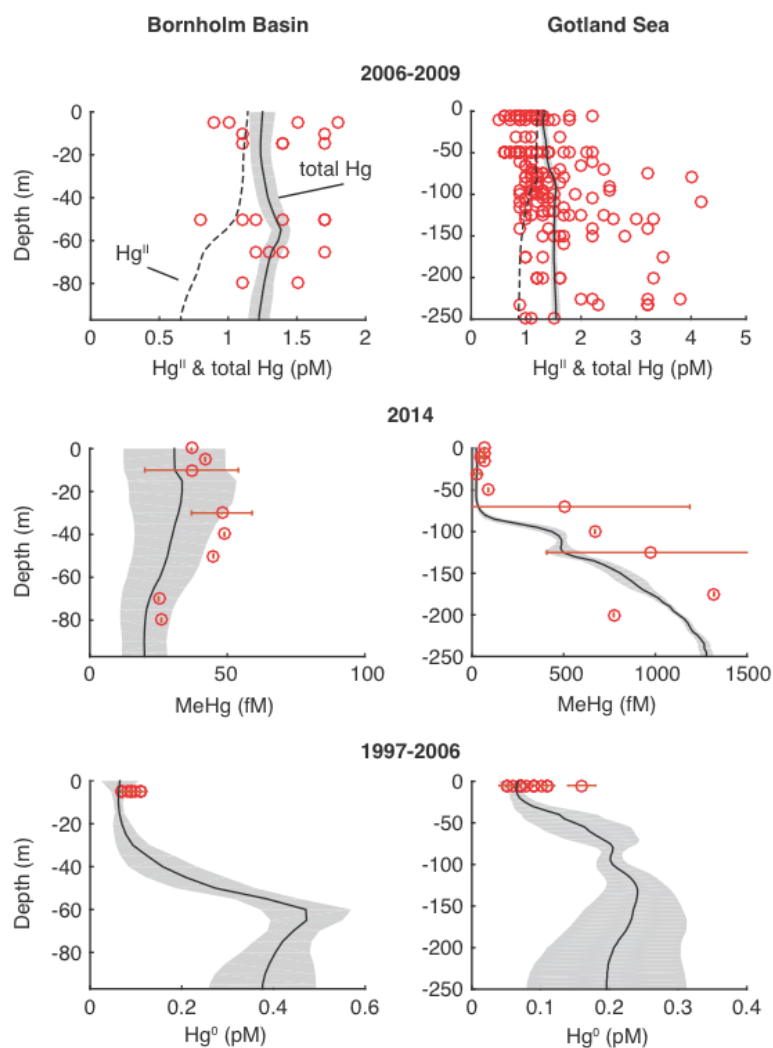 Bornholm Basin
Gotland Sea
2006-2009
0
-20
-40
-60
-80
Depth (m)
total Hg
Hgᴵᴵ
0 0.5 1 1.5 2
Hgᴵᴵ & total Hg (pM)
0
-50
-100
-150
-200
-250
0 1 2 3 4 5
Hgᴵᴵ & total Hg (pM)
2014
0
-20
-40
-60
-80
Depth (m)
0 50 100
MeHg (fM)
0
-50
-100
-150
-200
-250
0 500 1000 1500
MeHg (fM)
1997-2006
0
-20
-40
-60
-80
Depth (m)
0 0.2 0.4 0.6
Hg⁰ (pM)
0
-50
-100
-150
-200
-250
0 0.1 0.2 0.3 0.4
Hg⁰ (pM)